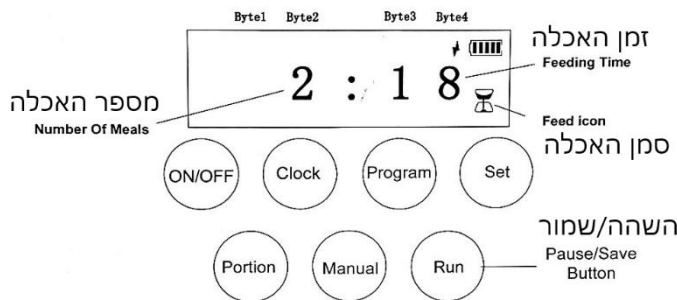 Byte1 Byte2 Byte3 Byte4
זמן האכלה
Feeding Time
2 : 1 8
מספר האכלה
Number Of Meals
Feed icon
סמן האכלה
ON/OFF Clock Program Set
השהה/שמור
Pause/Save
Button
Portion Manual Run